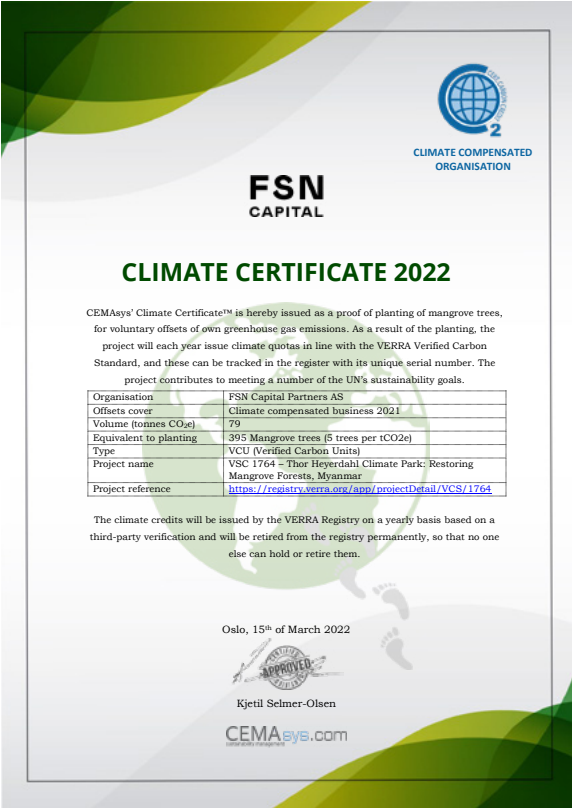 CERT. CARBON CREDIT
2
CLIMATE COMPENSATED
ORGANISATION
FSN
CAPITAL
CLIMATE CERTIFICATE 2022
CEMAsys’ Climate Certificate™ is hereby issued as a proof of planting of mangrove trees,
for voluntary offsets of own greenhouse gas emissions. As a result of the planting, the
project will each year issue climate quotas in line with the VERRA Verified Carbon
Standard, and these can be tracked in the register with its unique serial number. The
project contributes to meeting a number of the UN’s sustainability goals.
Organisation FSN Capital Partners AS
Offsets cover Climate compensated business 2021
Volume (tonnes CO₂e) 79
Equivalent to planting 395 Mangrove trees (5 trees per tCO2e)
Type VCU (Verified Carbon Units)
Project name VSC 1764 – Thor Heyerdahl Climate Park: Restoring
Mangrove Forests, Myanmar
Project reference https://registry.verra.org/app/projectDetail/VCS/1764
The climate credits will be issued by the VERRA Registry on a yearly basis based on a
third-party verification and will be retired from the registry permanently, so that no one
else can hold or retire them.
Oslo, 15th of March 2022
CERTIFIED
APPROVED
Kjetil Selmer-Olsen
CEMAsys.com
sustainability management